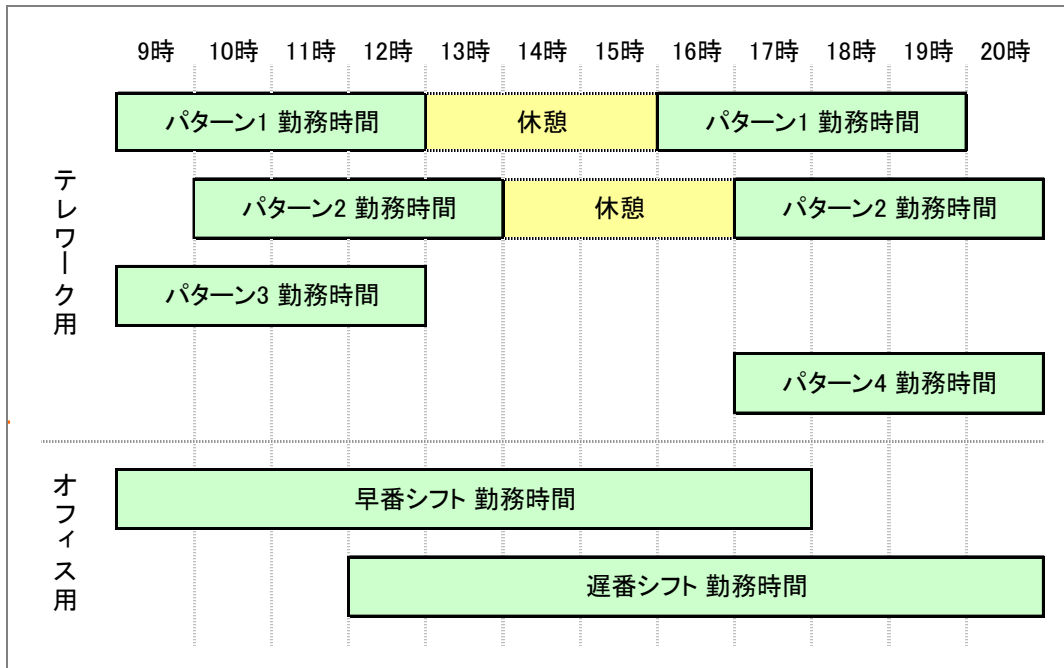 9時 10時 11時 12時 13時 14時 15時 16時 17時 18時 19時 20時
テレワーク用
パターン1 勤務時間 休憩 パターン1 勤務時間
パターン2 勤務時間 休憩 パターン2 勤務時間
パターン3 勤務時間
パターン4 勤務時間
オフィス用
早番シフト 勤務時間
遅番シフト 勤務時間